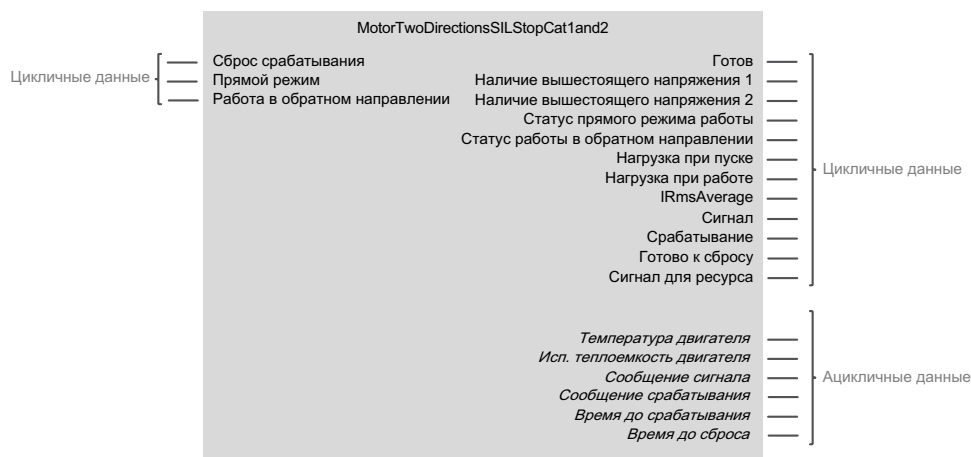 MotorTwoDirectionsSILStopCat1and2
Цикличные данные
Сброс срабатывания
Прямой режим
Работа в обратном направлении
Готов
Наличие вышестоящего напряжения 1
Наличие вышестоящего напряжения 2
Статус прямого режима работы
Статус работы в обратном направлении
Нагрузка при пуске
Нагрузка при работе
IRmsAverage
Сигнал
Срабатывание
Готово к сбросу
Сигнал для ресурса
Цикличные данные
Температура двигателя
Исп. теплоемкость двигателя
Сообщение сигнала
Сообщение срабатывания
Время до срабатывания
Время до сброса
Ацикличные данные